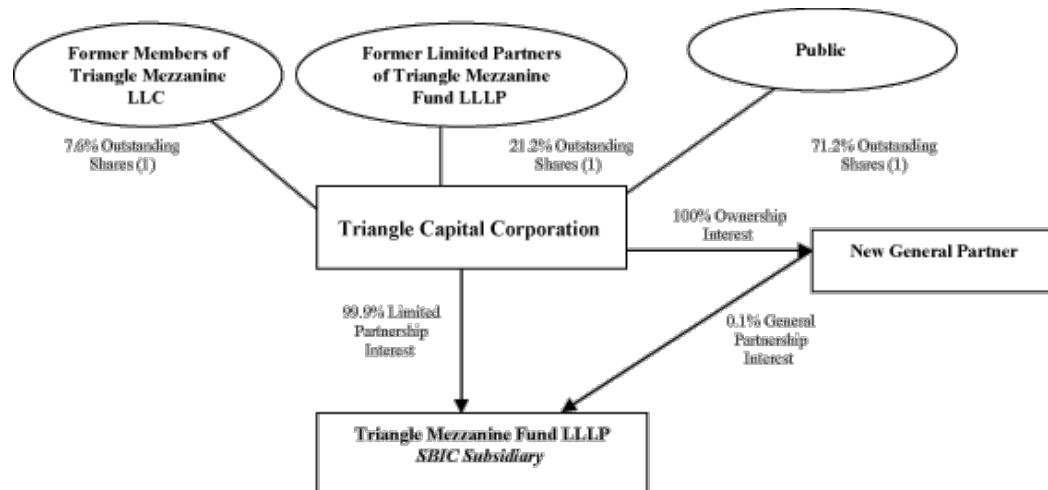 Former Members of
Triangle Mezzanine
LLC
Former Limited Partners
of Triangle Mezzanine
Fund LLLP
Public
7.6% Outstanding
Shares (1)
21.2% Outstanding
Shares (1)
71.2% Outstanding
Shares (1)
Triangle Capital Corporation
100% Ownership
Interest
New General Partner
99.9% Limited
Partnership
Interest
0.1% General
Partnership
Interest
Triangle Mezzanine Fund LLLP
SBIC Subsidiary